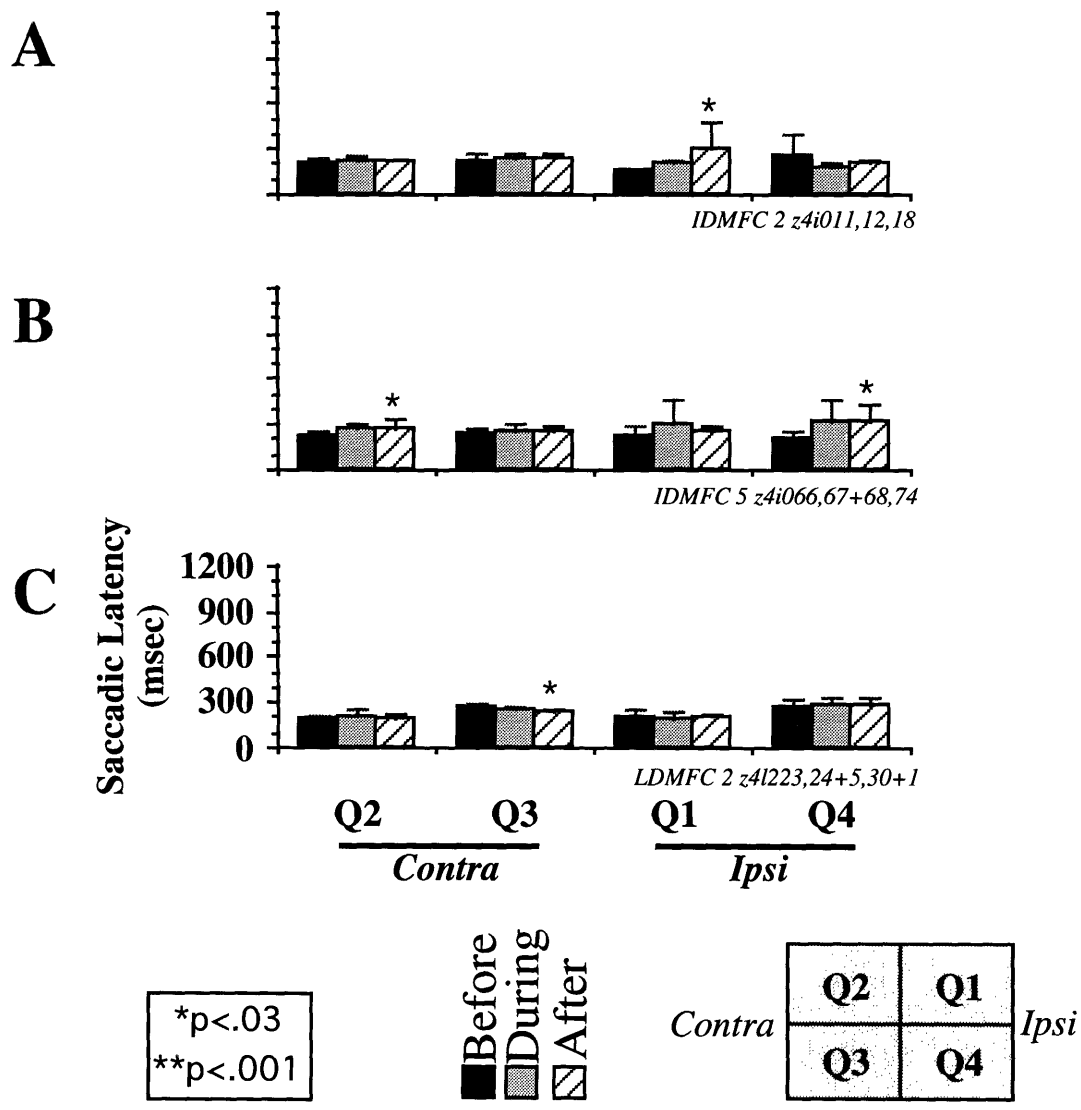 A
*
IDMFC 2 z4i011,12,18
B
* *
IDMFC 5 z4i066,67+68,74
C
Saccadic Latency
(msec)
1200
900
600
300
0
*
LDMFC 2 z4l223,24+5,30+1
Q2 Q3 Q1 Q4
Contra Ipsi
*p<.03
**p<.001
Before
During
After
Contra
Q2 Q1
Q3 Q4
Ipsi